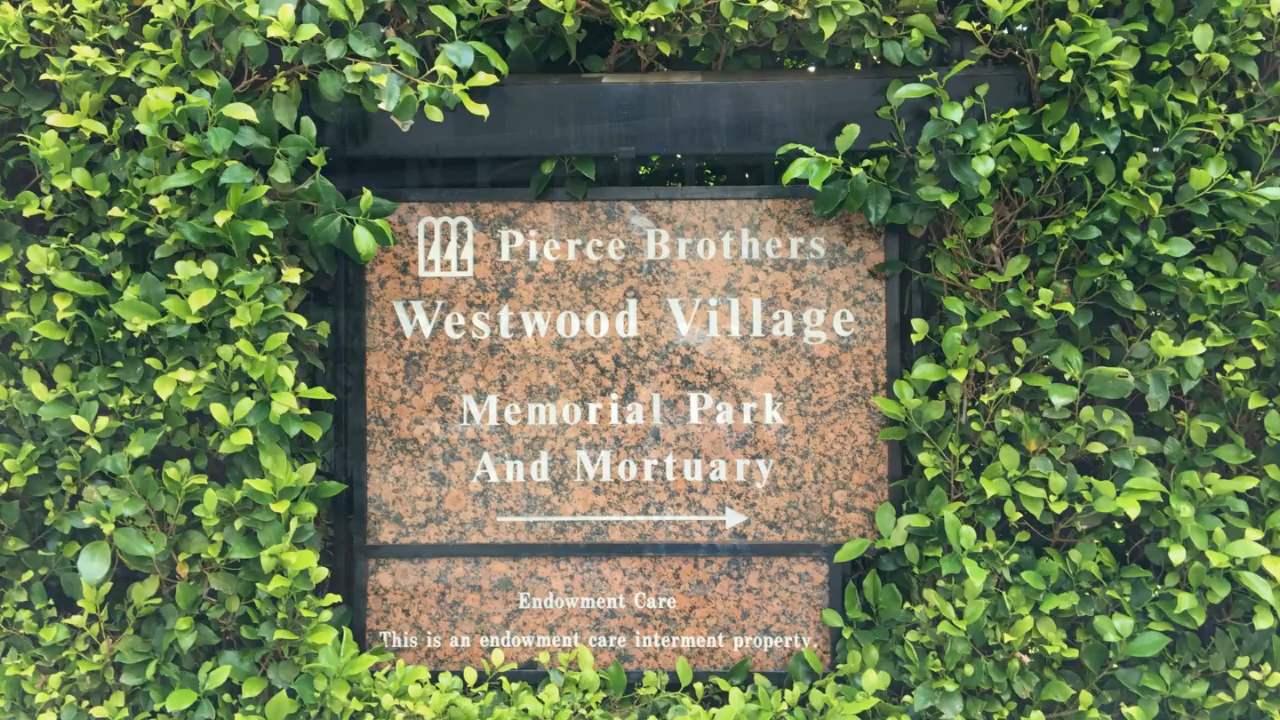 Pierce Brothers
Westwood Village
Memorial Park
And Mortuary
Endowment Care
This is an endowment care interment property.